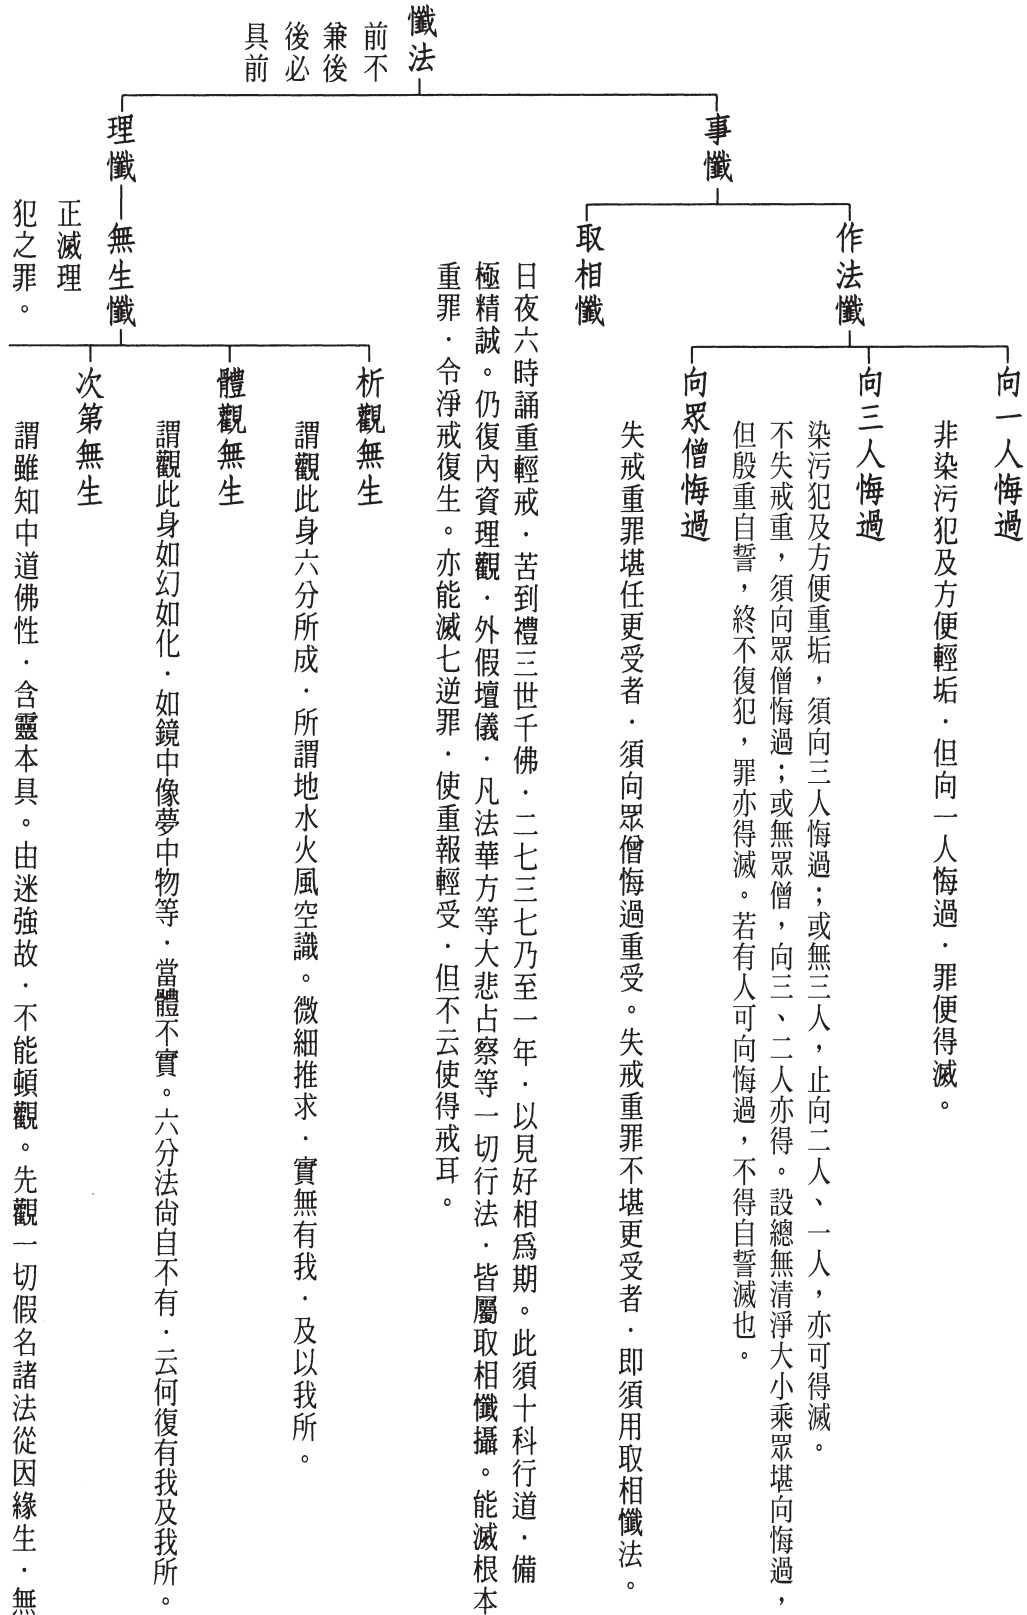 懺法
前不
兼後
後必
具前
事懺
作法懺
向一人悔過
非染污犯及方便輕垢．但向一人悔過．罪便得滅。
向三人悔過
染污犯及方便重垢，須向三人悔過；或無三人，止向二人、一人，亦可得滅。
不失戒重，須向眾僧悔過；或無眾僧，向三、二人亦得。設總無清淨大小乘眾堪向悔過，
但殷重自誓，終不復犯，罪亦得滅。若有人可向悔過，不得自誓滅也。
向眾僧悔過
失戒重罪堪任更受者．須向眾僧悔過重受。失戒重罪不堪更受者．即須用取相懺法。
取相懺
日夜六時誦重輕戒．苦到禮三世千佛．二七三七乃至一年．以見好相爲期。此須十科行道．備
極精誠。仍復內資理觀．外假壇儀．凡法華方等大悲占察等一切行法．皆屬取相懺攝。能滅根本
重罪．令淨戒復生。亦能滅七逆罪．使重報輕受．但不云使得戒耳。
理懺
無生懺
正滅理
犯之罪。
析觀無生
謂觀此身六分所成．所謂地水火風空識。微細推求．實無有我．及以我所。
體觀無生
謂觀此身如幻如化．如鏡中像夢中物等．當體不實。六分法尙自不有．云何復有我及我所。
次第無生
謂雖知中道佛性．含靈本具。由迷強故．不能頓觀。先觀一切假名諸法從因緣生．無